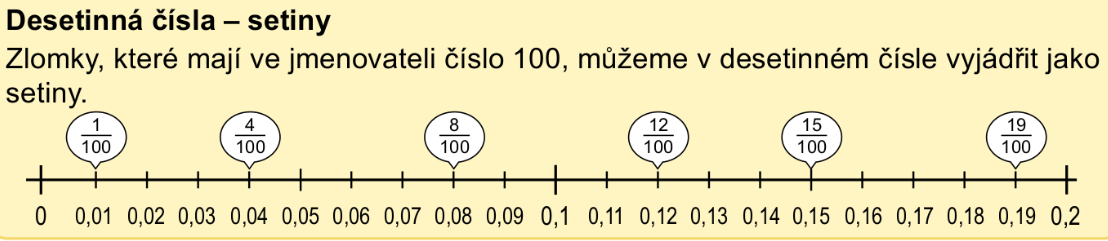 Desetinná čísla – setiny
Zlomky, které mají ve jmenovateli číslo 100, můžeme v desetinném čísle vyjádřit jako
setiny.
1/100 4/100 8/100 12/100 15/100 19/100
0 0,01 0,02 0,03 0,04 0,05 0,06 0,07 0,08 0,09 0,1 0,11 0,12 0,13 0,14 0,15 0,16 0,17 0,18 0,19 0,2